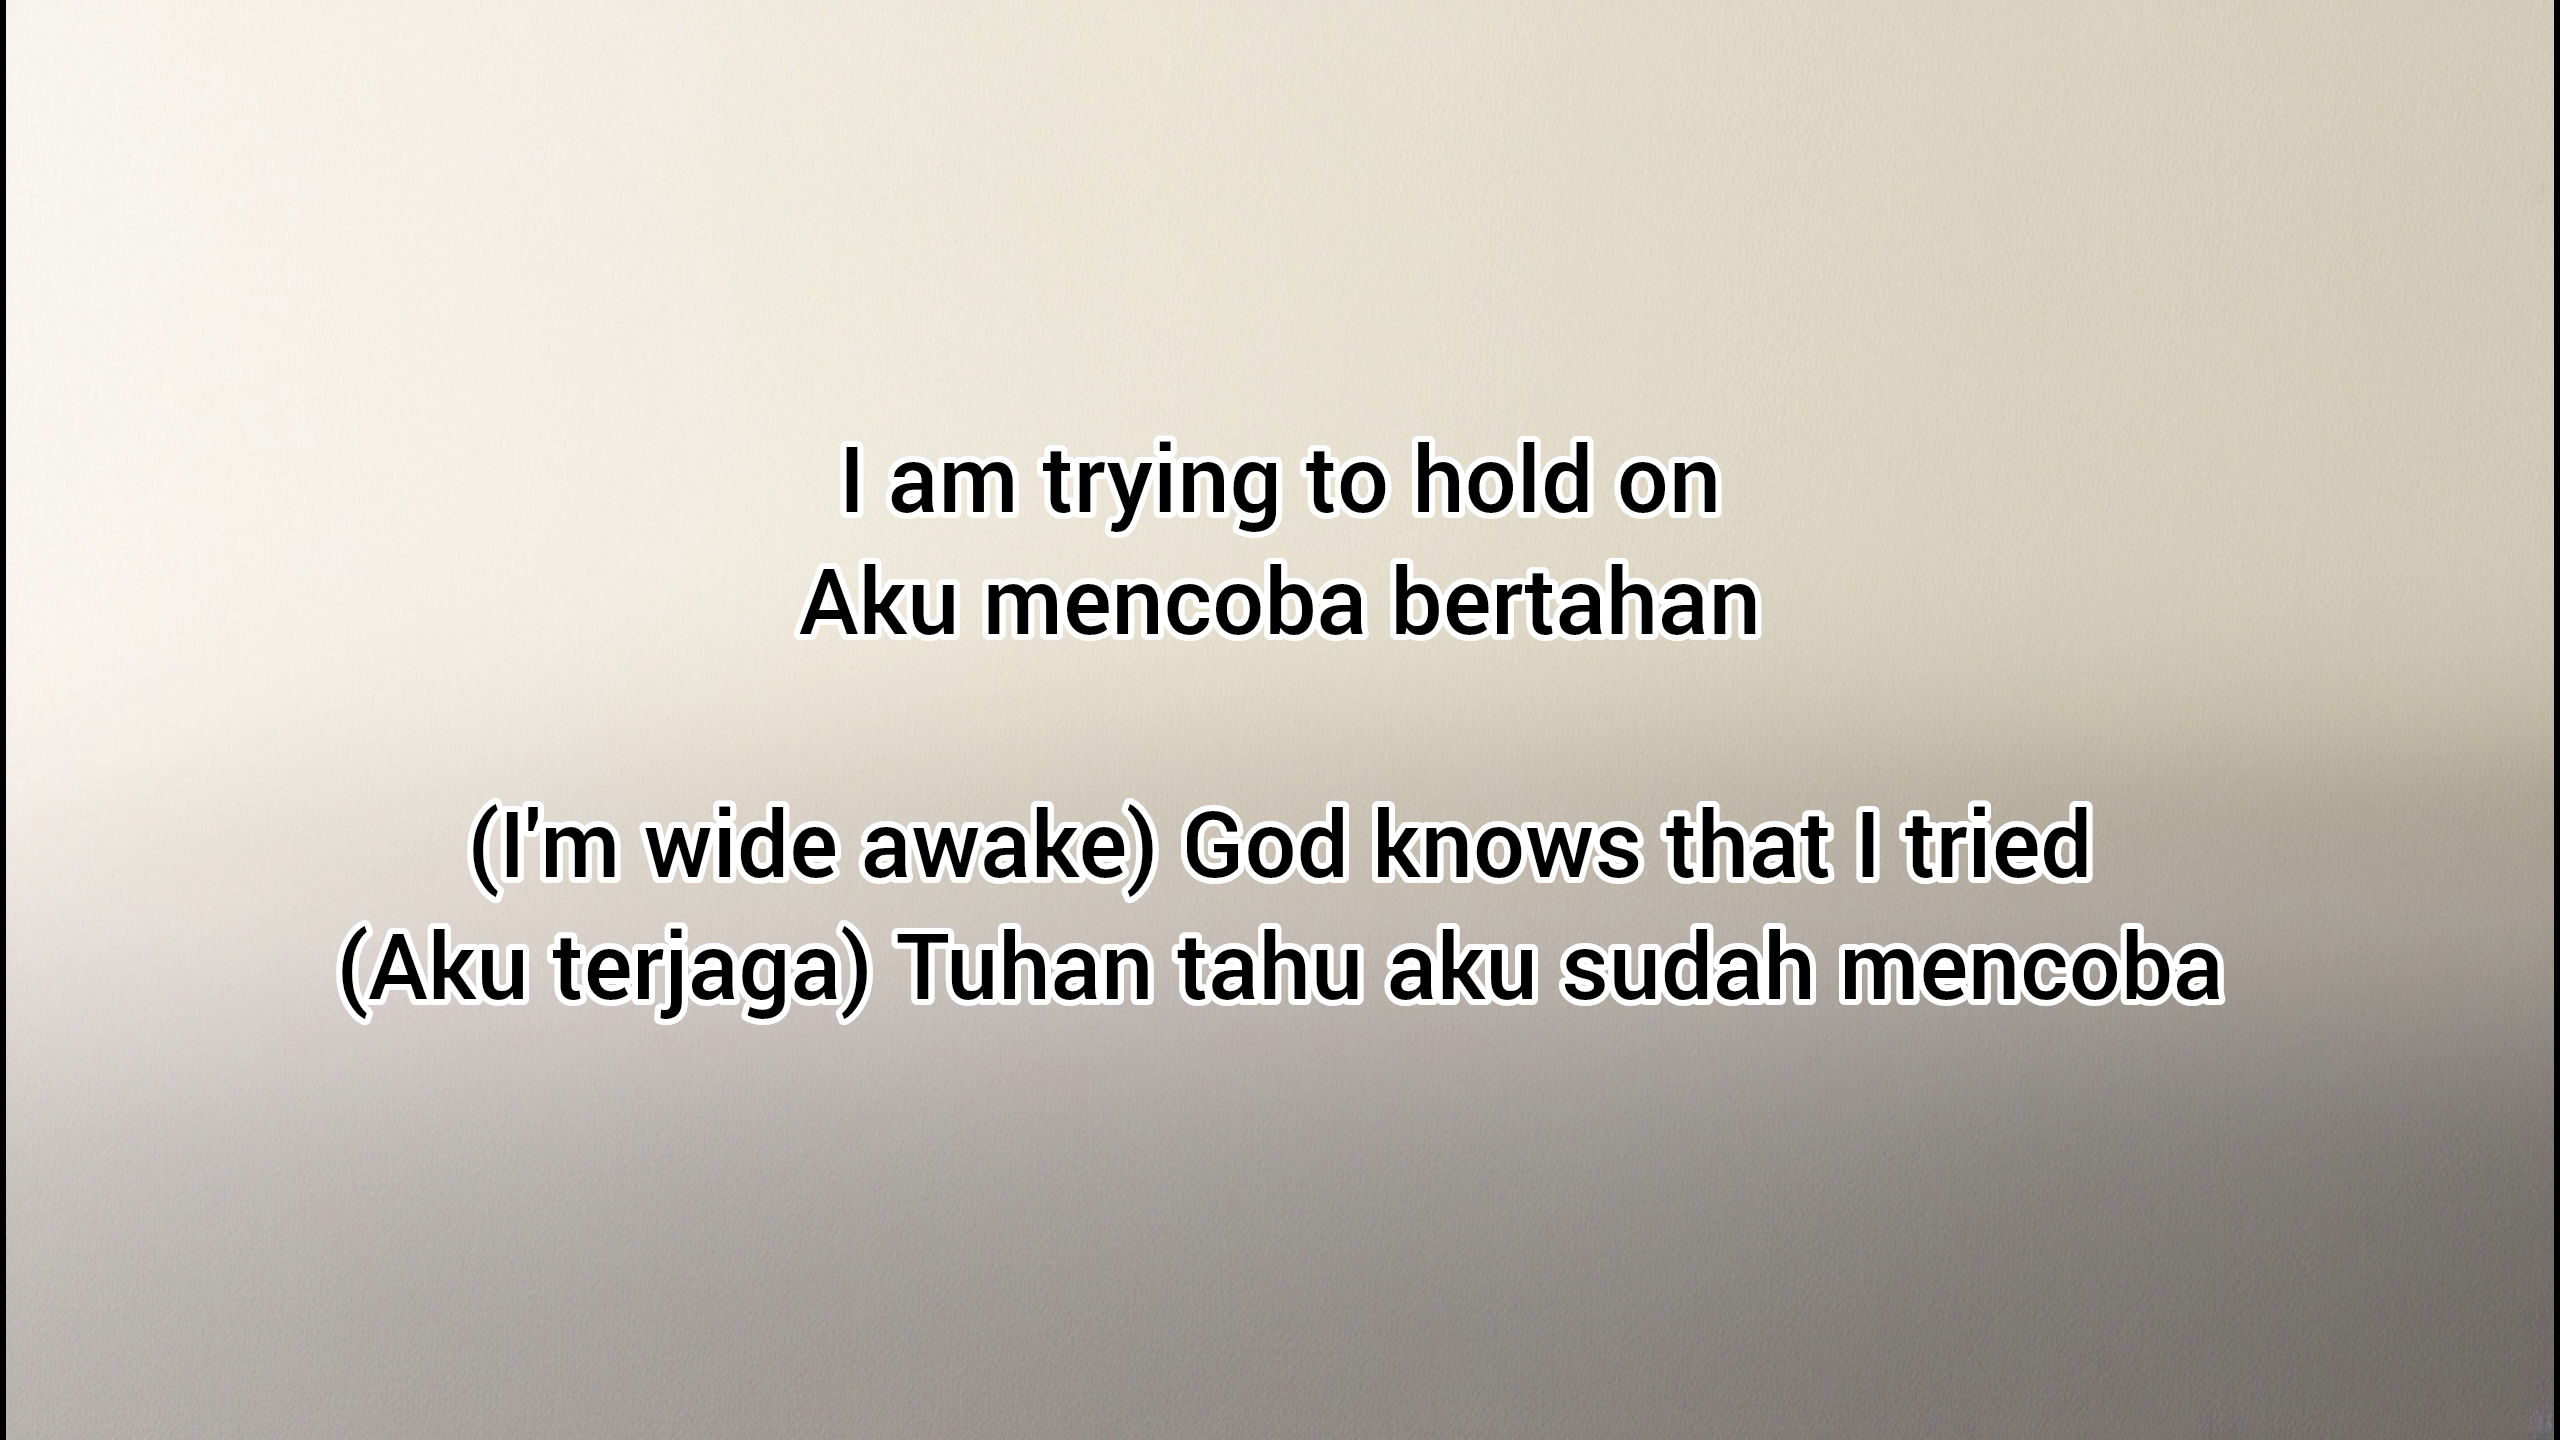 I am trying to hold on
Aku mencoba bertahan
(I'm wide awake) God knows that I tried
(Aku terjaga) Tuhan tahu aku sudah mencoba